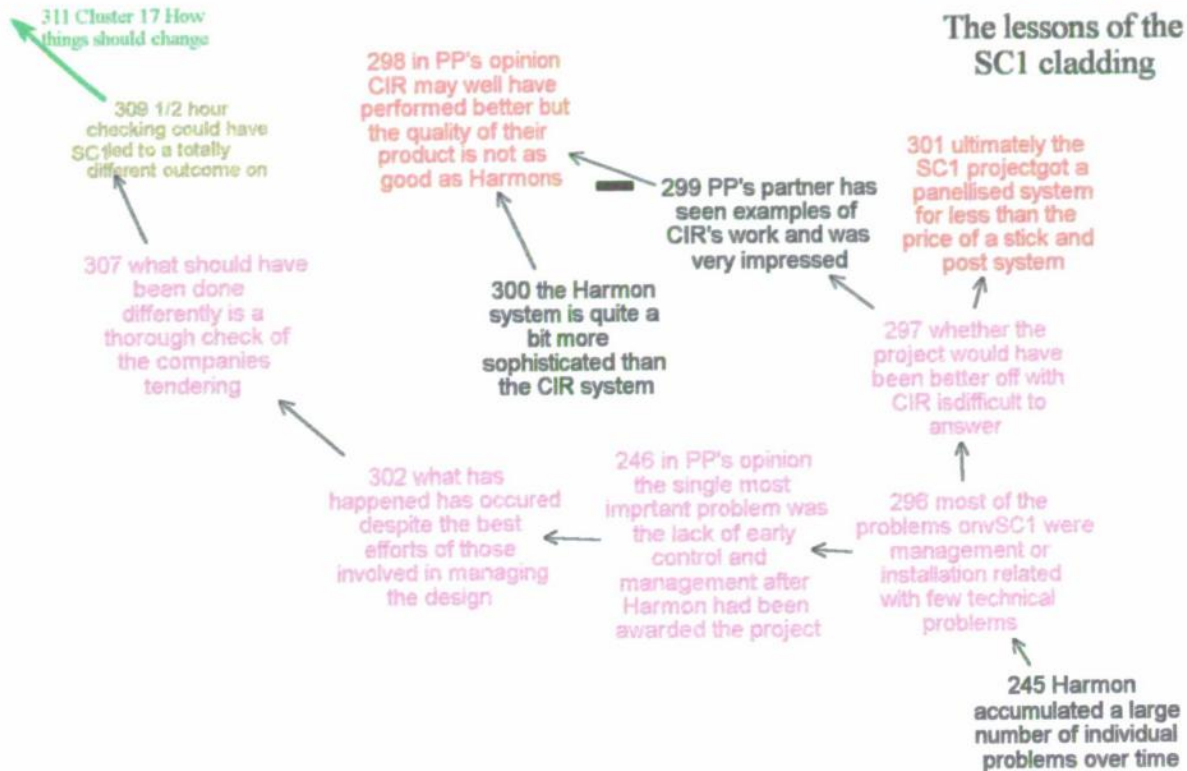 311 Cluster 17 How
things should change
The lessons of the
SC1 cladding
298 in PP's opinion
CIR may well have
performed better but
the quality of their
product is not as
good as Harmons
309 1/2 hour
checking could have
SC1led to a totally
different outcome on
301 ultimately the
SC1 projectgot a
panellised system
for less than the
price of a stick and
post system
299 PP's partner has
seen examples of
CIR's work and was
very impressed
307 what should have
been done
differently is a
thorough check of
the companies
tendering
300 the Harmon
system is quite a
bit more
sophisticated than
the CIR system
297 whether the
project would have
been better off with
CIR isdifficult to
answer
302 what has
happened has occured
despite the best
efforts of those
involved in managing
the design
246 in PP's opinion
the single most
imprtant problem was
the lack of early
control and
management after
Harmon had been
awarded the project
296 most of the
problems onvSC1 were
management or
installation related
with few technical
problems
245 Harmon
accumulated a large
number of individual
problems over time